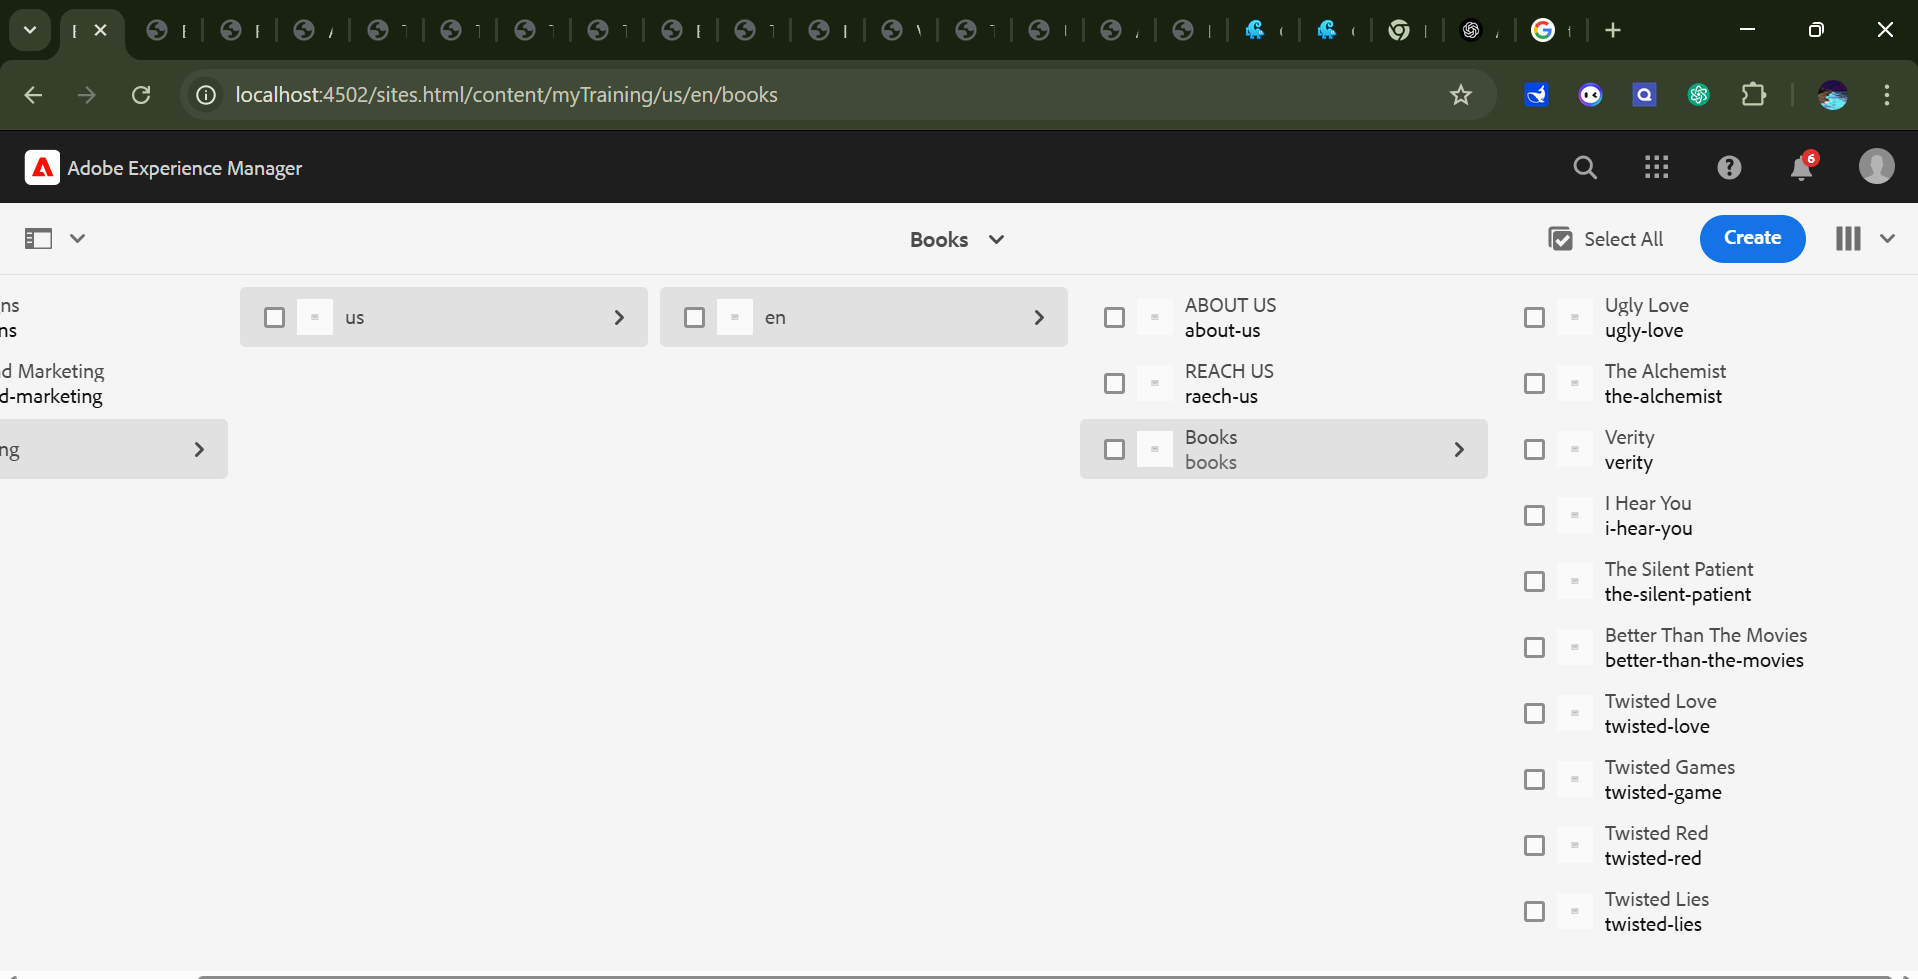 localhost:4502/sites.html/content/myTraining/us/en/books
Adobe Experience Manager
6
Books
Select All
Create
ns
ns
d Marketing
d-marketing
ng
us
en
ABOUT US
about-us
REACH US
raech-us
Books
books
Ugly Love
ugly-love
The Alchemist
the-alchemist
Verity
verity
I Hear You
i-hear-you
The Silent Patient
the-silent-patient
Better Than The Movies
better-than-the-movies
Twisted Love
twisted-love
Twisted Games
twisted-game
Twisted Red
twisted-red
Twisted Lies
twisted-lies